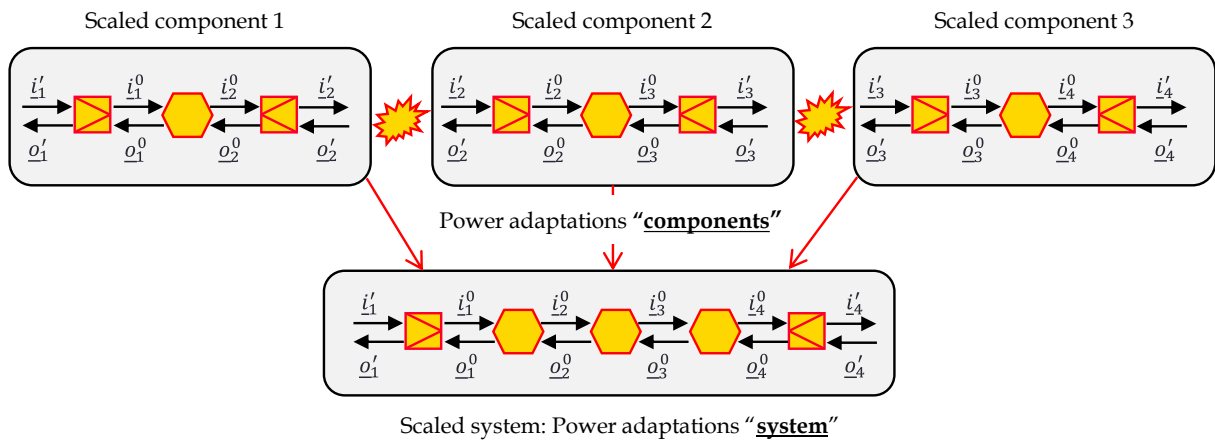 Scaled component 1 Scaled component 2 Scaled component 3
i′₁ i⁰₁ i⁰₂ i′₂ i′₂ i⁰₂ i⁰₃ i′₃ i′₃ i⁰₃ i⁰₄ i′₄
o′₁ o⁰₁ o⁰₂ o′₂ o′₂ o⁰₂ o⁰₃ o′₃ o′₃ o⁰₃ o⁰₄ o′₄
Power adaptations “components”
i′₁ i⁰₁ i⁰₂ i⁰₃ i⁰₄ i′₄
o′₁ o⁰₁ o⁰₂ o⁰₃ o⁰₄ o′₄
Scaled system: Power adaptations “system”